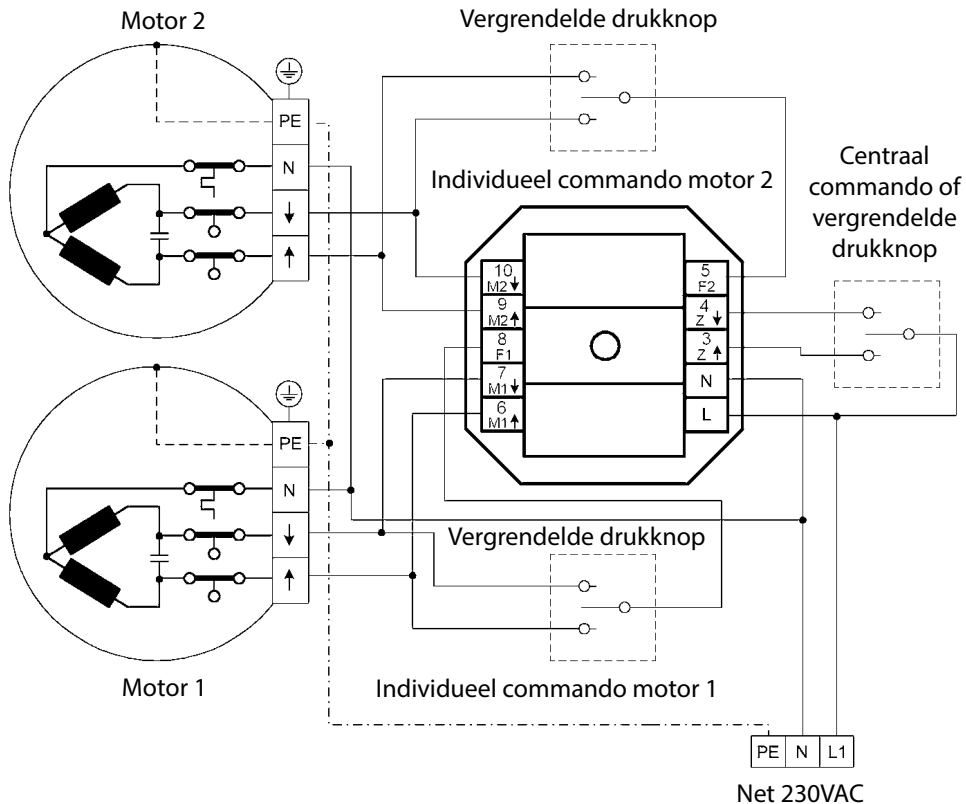 Motor 2
Vergrendelde drukknop
PE
N
↓
↑
Individueel commando motor 2
Centraal
commando of
vergrendelde
drukknop
10
M2↓
9
M2↑
8
F1
7
M1↓
6
M1↑
5
F2
4
Z↓
3
Z↑
N
L
PE
N
↓
↑
Vergrendelde drukknop
Motor 1
Individueel commando motor 1
PE N L1
Net 230VAC